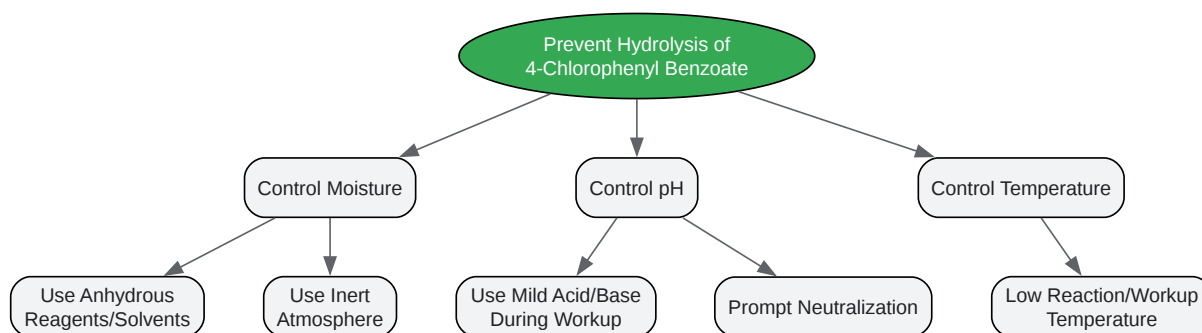 Prevent Hydrolysis of
4-Chlorophenyl Benzoate
Control Moisture
Control pH
Control Temperature
Use Anhydrous
Reagents/Solvents
Use Inert
Atmosphere
Use Mild Acid/Base
During Workup
Prompt Neutralization
Low Reaction/Workup
Temperature